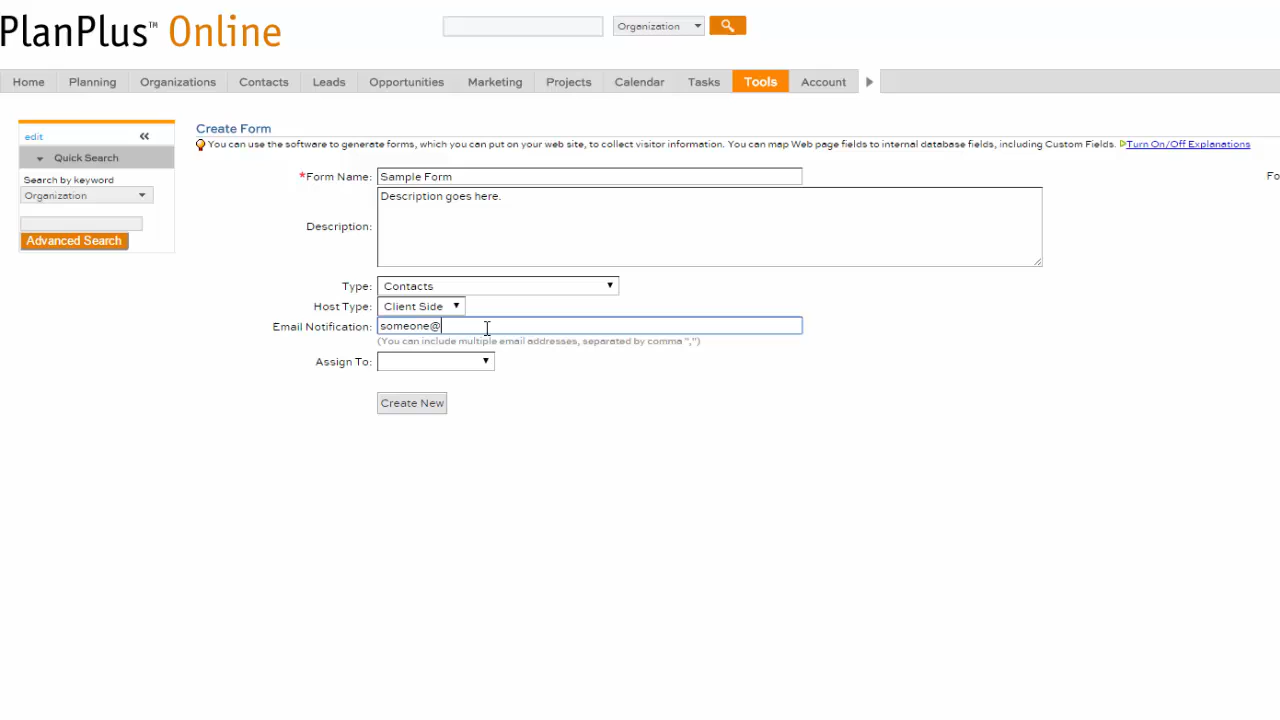 PlanPlus™ Online
Organization
Home Planning Organizations Contacts Leads Opportunities Marketing Projects Calendar Tasks Tools Account
edit
Quick Search
Search by keyword
Organization
Advanced Search
Create Form
You can use the software to generate forms, which you can put on your web site, to collect visitor information. You can map Web page fields to internal database fields, including Custom Fields. Turn On/Off Explanations
*Form Name: Sample Form
Fo
Description: Description goes here.
Type: Contacts
Host Type: Client Side
Email Notification: someone@
(You can include multiple email addresses, separated by comma ",")
Assign To:
Create New